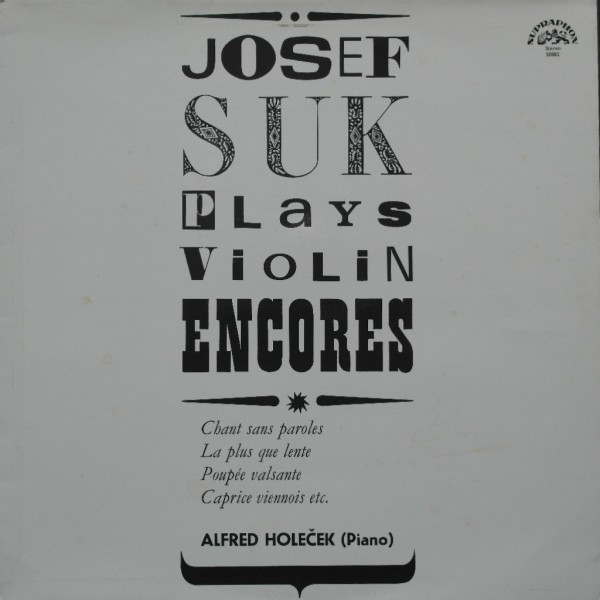 SUPRAPHON
Stereo
JOSEF
SUK
PLayS
ViOLiN
ENCORES
Chant sans paroles
La plus que lente
Poupée valsante
Caprice viennois etc.
ALFRED HOLEČEK (Piano)